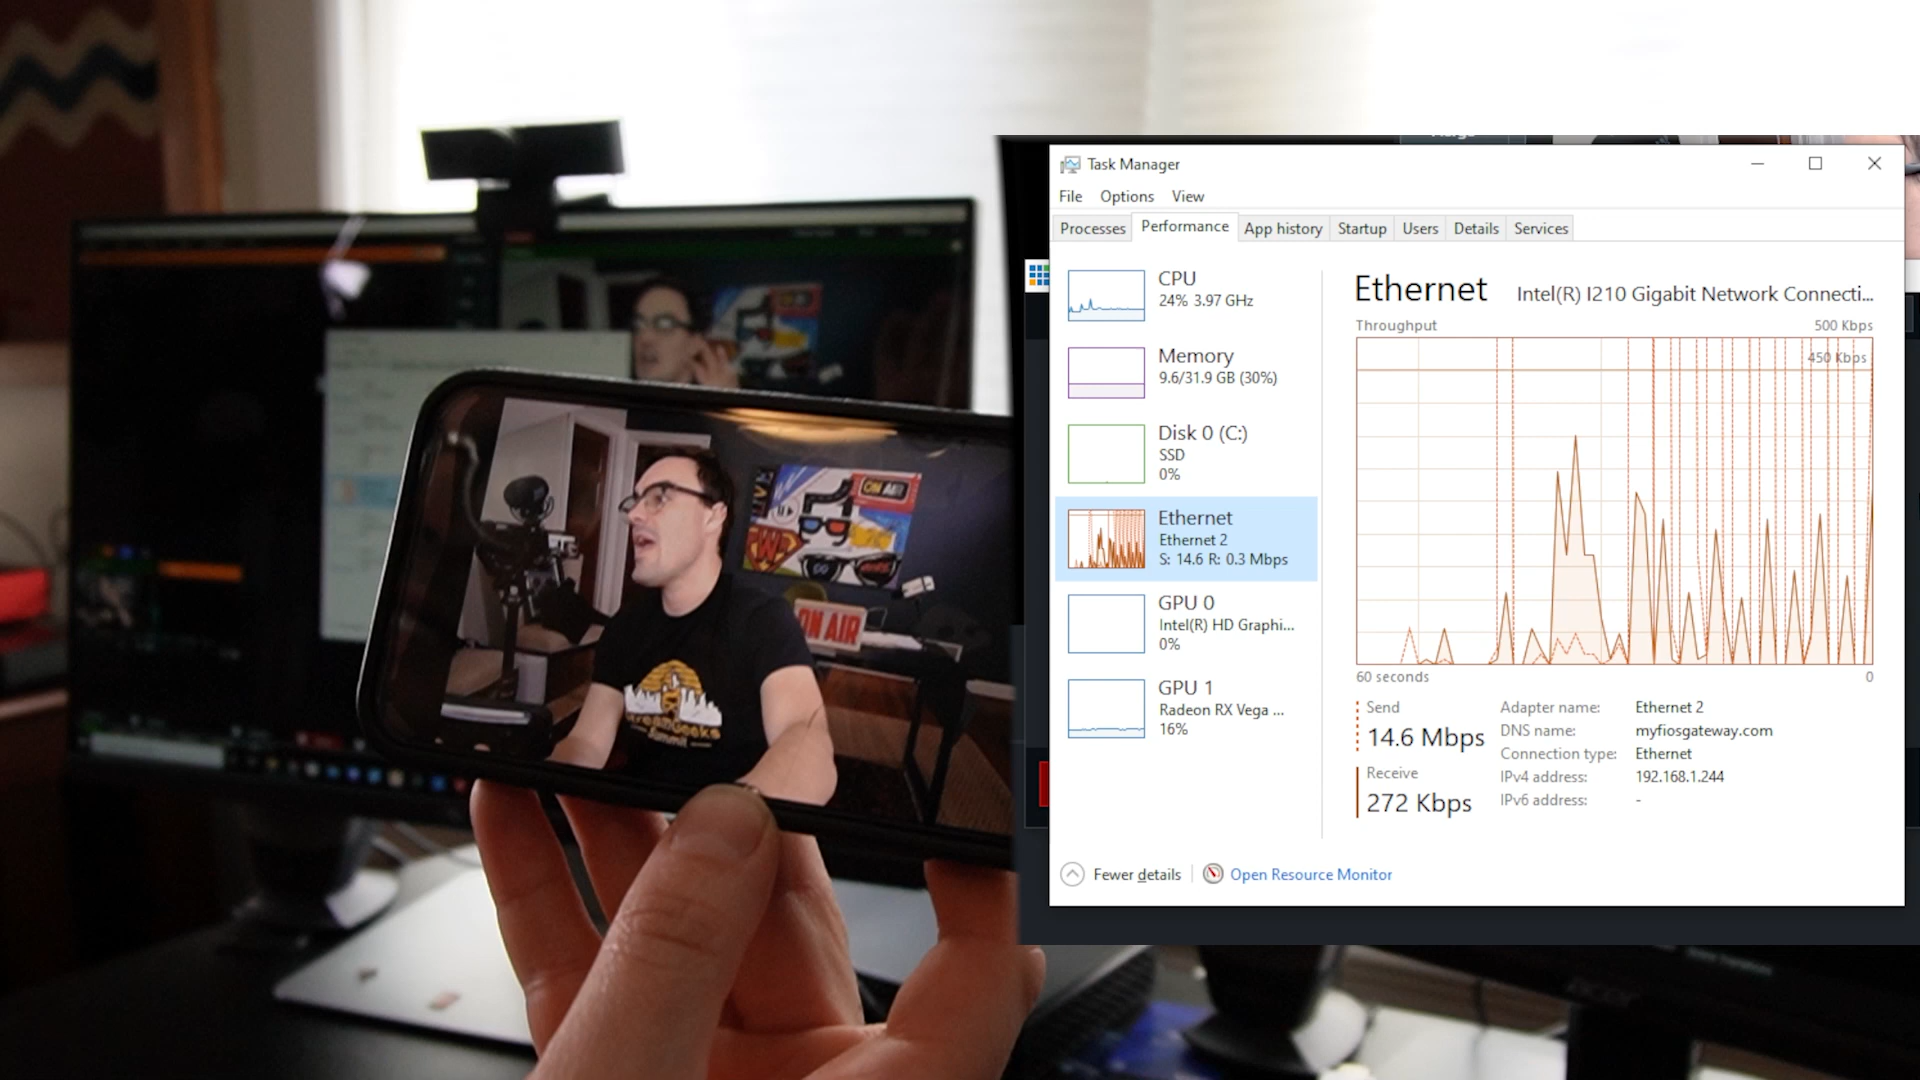 ON AIR
ON AIR
StreamGeeks
Summit
Task Manager
File Options View
Processes Performance App history Startup Users Details Services
CPU
24% 3.97 GHz
Memory
9.6/31.9 GB (30%)
Disk 0 (C:)
SSD
0%
Ethernet
Ethernet 2
S: 14.6 R: 0.3 Mbps
GPU 0
Intel(R) HD Graphi...
0%
GPU 1
Radeon RX Vega ...
16%
Ethernet Intel(R) I210 Gigabit Network Connecti...
Throughput 500 Kbps
450 Kbps
60 seconds 0
Send
14.6 Mbps
Receive
272 Kbps
Adapter name: Ethernet 2
DNS name: myfiosgateway.com
Connection type: Ethernet
IPv4 address: 192.168.1.244
IPv6 address: -
Fewer details Open Resource Monitor